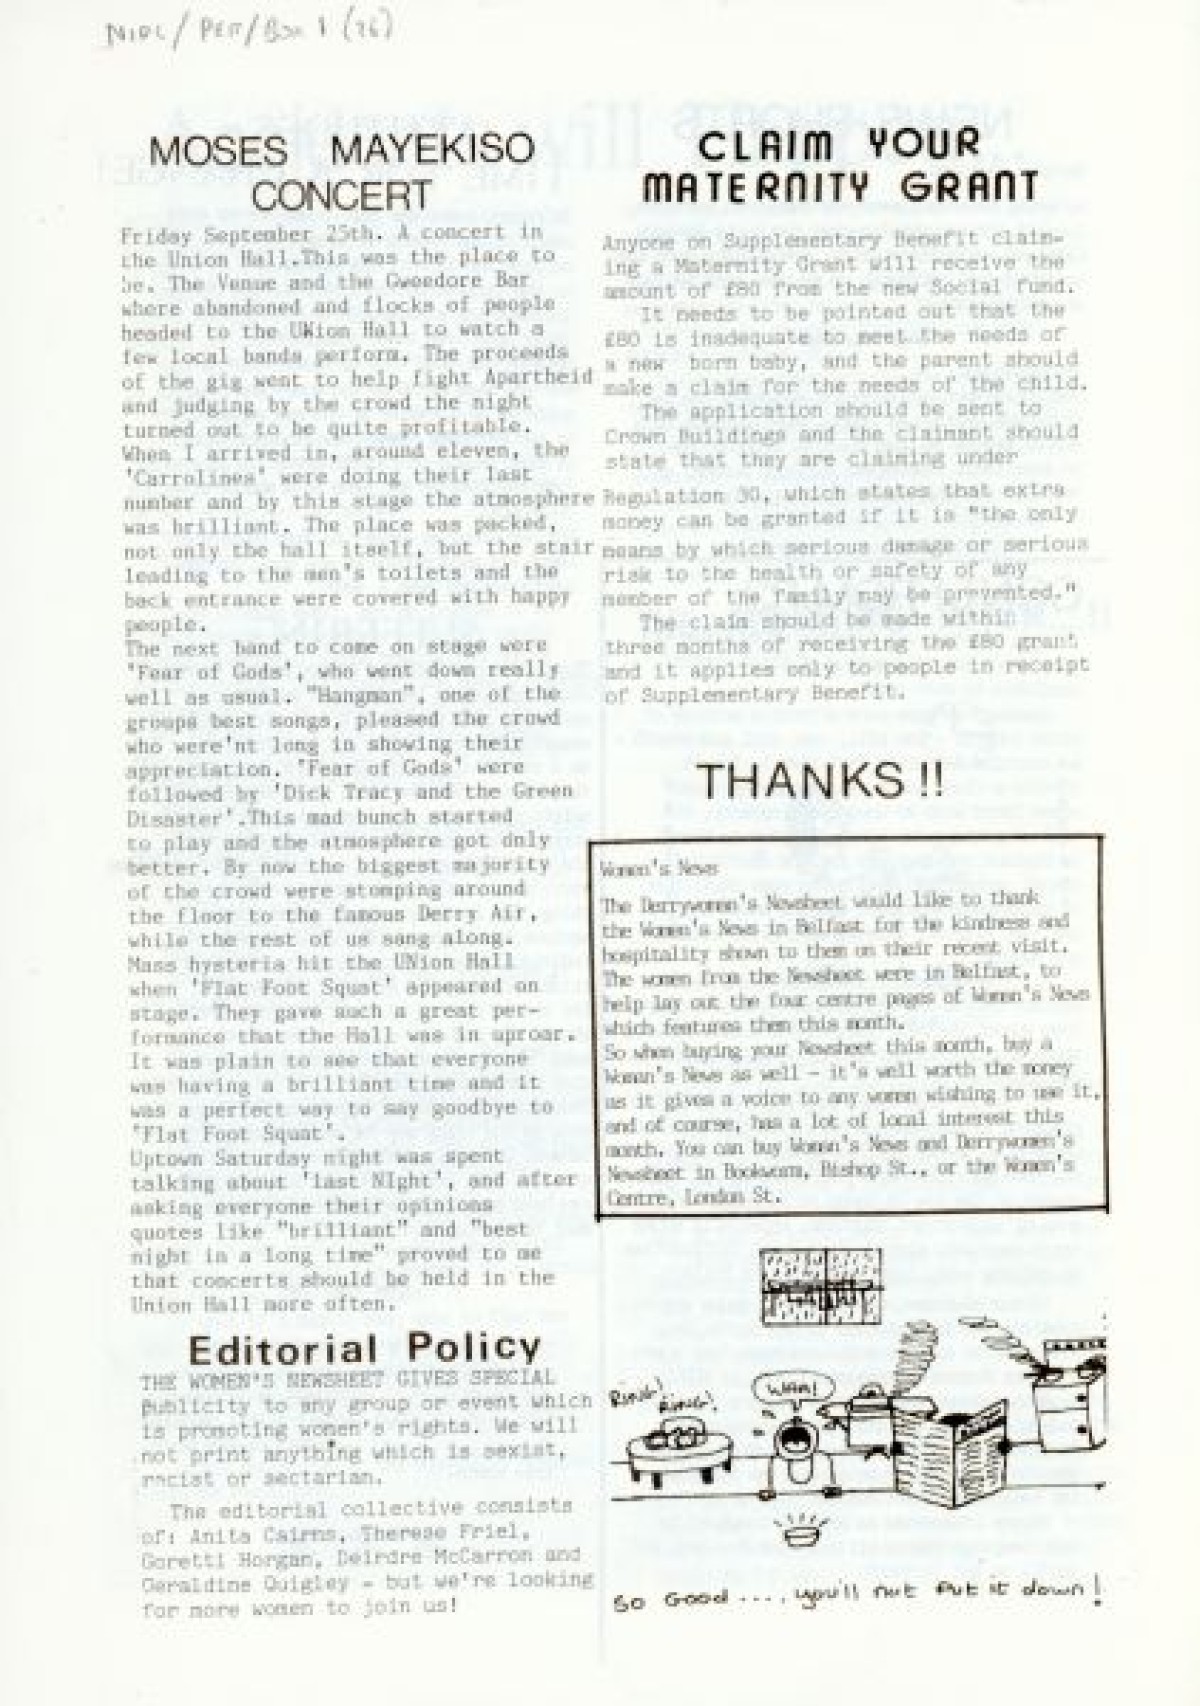 NIPC/PER/Box 1 (26)
MOSES MAYEKISO
CONCERT
Friday September 25th. A concert in
the Union Hall.This was the place to
be. The Venue and the Gweedore Bar
where abandoned and flocks of people
headed to the UNion Hall to watch a
few local bands perform. The proceeds
of the gig went to help fight Apartheid
and judging by the crowd the night
turned out to be quite profitable.
When I arrived in, around eleven, the
'Carrolines' were doing their last
number and by this stage the atmosphere
was brilliant. The place was packed,
not only the hall itself, but the stair
leading to the men's toilets and the
back entrance were covered with happy
people.
The next band to come on stage were
'Fear of Gods', who went down really
well as usual. "Hangman", one of the
groups best songs, pleased the crowd
who were'nt long in showing their
appreciation. 'Fear of Gods' were
followed by 'Dick Tracy and the Green
Disaster'.This mad bunch started
to play and the atmosphere got only
better. By now the biggest majority
of the crowd were stomping around
the floor to the famous Derry Air,
while the rest of us sang along.
Mass hysteria hit the UNion Hall
when 'Flat Foot Squat' appeared on
stage. They gave such a great per-
formance that the Hall was in uproar.
It was plain to see that everyone
was having a brilliant time and it
was a perfect way to say goodbye to
'Flat Foot Squat'.
Uptown Saturday night was spent
talking about 'last NIght', and after
asking everyone their opinions
quotes like "brilliant" and "best
night in a long time" proved to me
that concerts should be held in the
Union Hall more often.
Editorial Policy
THE WOMEN'S NEWSHEET GIVES SPECIAL
publicity to any group or event which
is promoting women's rights. We will
not print anything which is sexist,
racist or sectarian.
The editorial collective consists
of: Anita Cairns, Therese Friel,
Goretti Horgan, Deirdre McCarron and
Geraldine Quigley - but we're looking
for more women to join us!
CLAIM YOUR
MATERNITY GRANT
Anyone on Supplementary Benefit claim-
ing a Maternity Grant will receive the
amount of £80 from the new Social fund.
It needs to be pointed out that the
£80 is inadequate to meet the needs of
a new born baby, and the parent should
make a claim for the needs of the child.
The application should be sent to
Crown Buildings and the claimant should
state that they are claiming under
Regulation 30, which states that extra
money can be granted if it is "the only
means by which serious damage or serious
risk to the health or safety of any
member of the family may be prevented."
The claim should be made within
three months of receiving the £80 grant
and it applies only to people in receipt
of Supplementary Benefit.
THANKS!!
Women's News
The Derrywomen's Newsheet would like to thank
the Women's News in Belfast for the kindness and
hospitality shown to them on their recent visit.
The women from the Newsheet were in Belfast, to
help lay out the four centre pages of Women's News
which features them this month.
So when buying your Newsheet this month, buy a
Woman's News as well - it's well worth the money
as it gives a voice to any women wishing to use it,
and of course, has a lot of local interest this
month. You can buy Woman's News and Derrywomen's
Newsheet in Bookworm, Bishop St., or the Women's
Centre, London St.
RING!
RING!
WHA!
SO GOOD...., you'll not put it down!